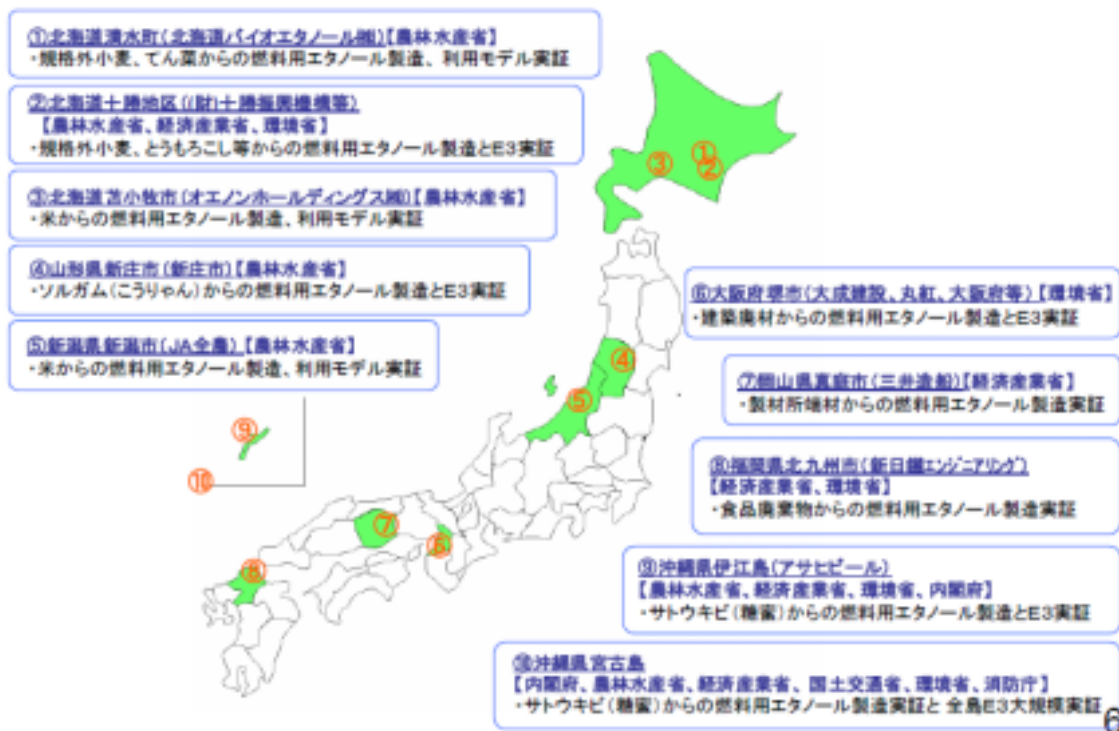 ①北海道清水町(北海道バイオエタノール㈱)【農林水産省】
・規格外小麦、てん菜からの燃料用エタノール製造、利用モデル実証
②北海道十勝地区((財)十勝振興機構等)
【農林水産省、経済産業省、環境省】
・規格外小麦、とうもろこし等からの燃料用エタノール製造とE3実証
③北海道苫小牧市(オエノンホールディングス㈱)【農林水産省】
・米からの燃料用エタノール製造、利用モデル実証
④山形県新庄市(新庄市)【農林水産省】
・ソルガム(こうりゃん)からの燃料用エタノール製造とE3実証
⑤新潟県新潟市(JA全農)【農林水産省】
・米からの燃料用エタノール製造、利用モデル実証
⑥大阪府堺市(大成建設、丸紅、大阪府等)【環境省】
・建築廃材からの燃料用エタノール製造とE3実証
⑦岡山県真庭市(三井造船)【経済産業省】
・製材所端材からの燃料用エタノール製造実証
⑧福岡県北九州市(新日鐵エンジニアリング)
【経済産業省、環境省】
・食品廃棄物からの燃料用エタノール製造実証
⑨沖縄県伊江島(アサヒビール)
【農林水産省、経済産業省、環境省、内閣府】
・サトウキビ(糖蜜)からの燃料用エタノール製造とE3実証
⑩沖縄県宮古島
【内閣府、農林水産省、経済産業省、国土交通省、環境省、消防庁】
・サトウキビ(糖蜜)からの燃料用エタノール製造実証と 全島E3大規模実証
①
②
③
④
⑤
⑥
⑦
⑧
⑨
⑩
6